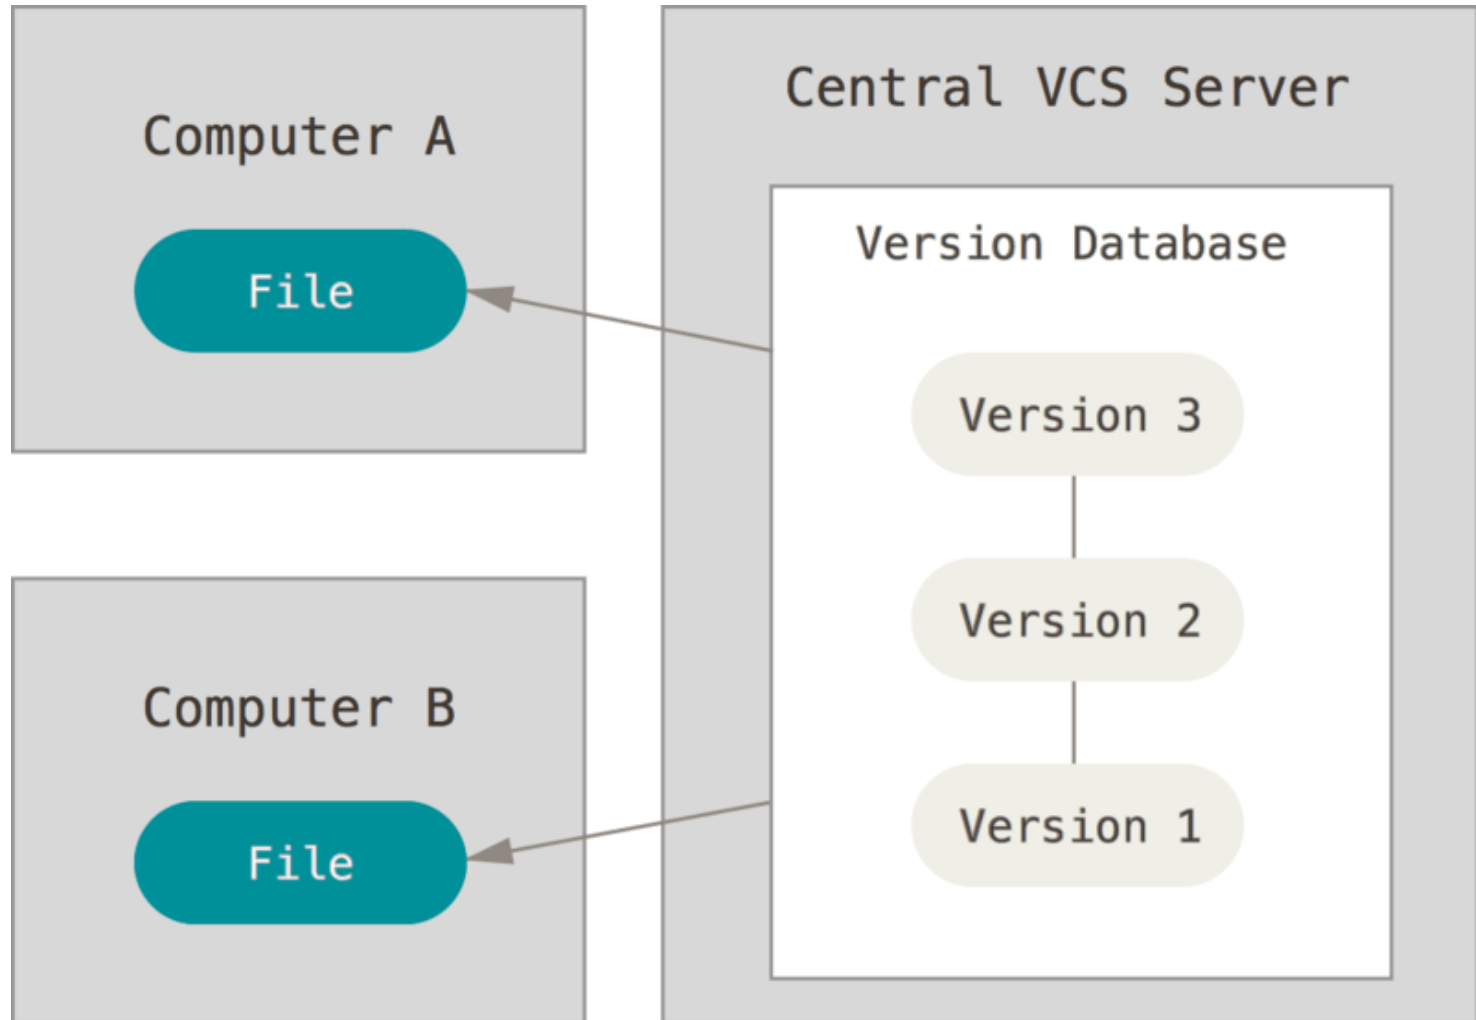 Computer A
File
Computer B
File
Central VCS Server
Version Database
Version 3
Version 2
Version 1